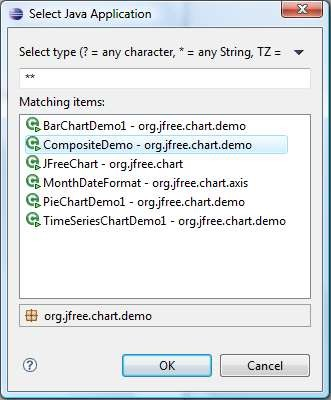 Select Java Application
Select type (? = any character, * = any String, TZ =
**
Matching items:
BarChartDemo1 - org.jfree.chart.demo
CompositeDemo - org.jfree.chart.demo
JFreeChart - org.jfree.chart
MonthDateFormat - org.jfree.chart.axis
PieChartDemo1 - org.jfree.chart.demo
TimeSeriesChartDemo1 - org.jfree.chart.demo
org.jfree.chart.demo
OK
Cancel